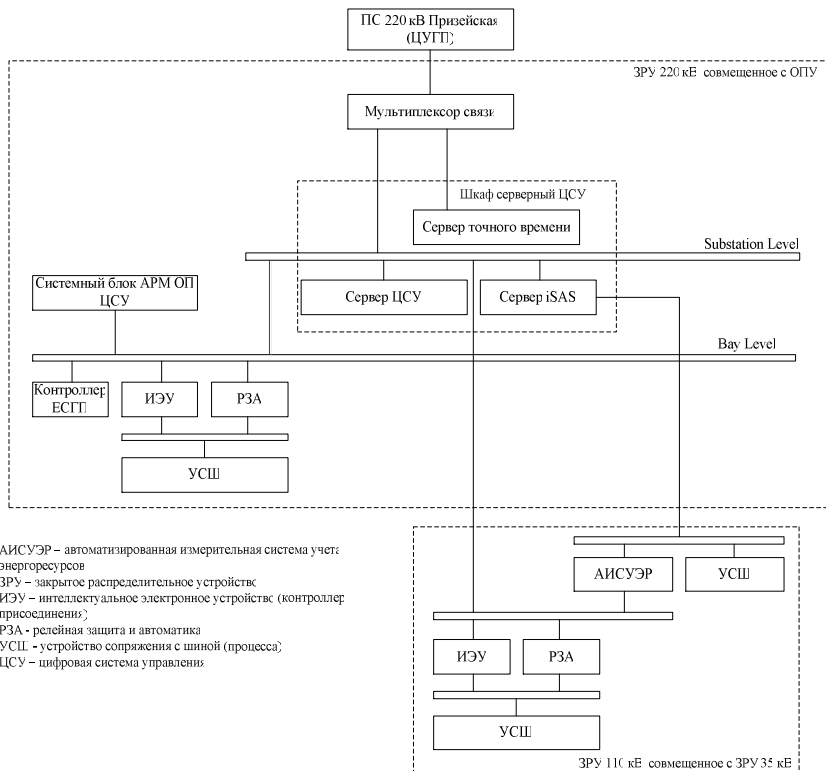 ПС 220 кВ Призейская
(ЦУГП)
ЗРУ 220 кЕ совмещенное с ОПУ
Мультиплексор связи
Шкаф серверный ЦСУ
Сервер точного времени
Substation Level
Системный блок АРМ ОП
ЦСУ
Сервер ЦСУ
Сервер iSAS
Bay Level
Контроллер
ЕСГП
ИЭУ
РЗА
УСШ
АИСУЭР – автоматизированная измерительная система учета
энергоресурсов
ЗРУ – закрытое распределительное устройство
ИЭУ – интеллектуальное электронное устройство (контроллер
присоединения)
РЗА - релейная защита и автоматика
УСШ - устройство сопряжения с шиной (процесса)
ЦСУ – цифровая система управления
АИСУЭР
УСШ
ИЭУ
РЗА
УСШ
ЗРУ 110 кЕ совмещенное с ЗРУ 35 кЕ